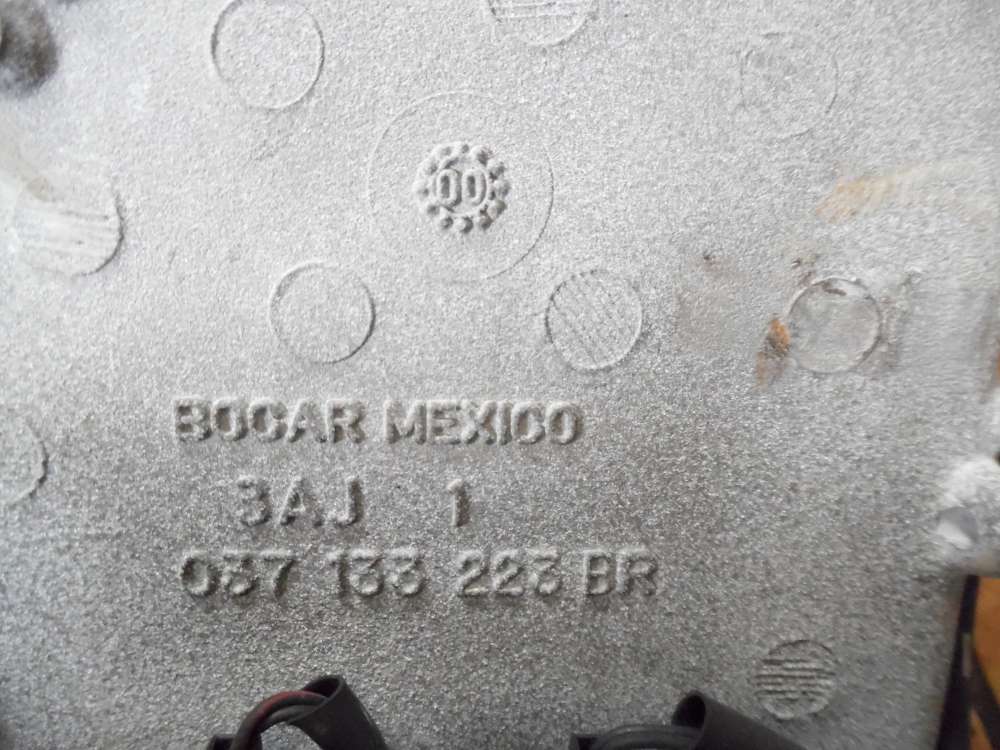 00
BOCAR MEXICO
3AJ 1
037 133 223 BR